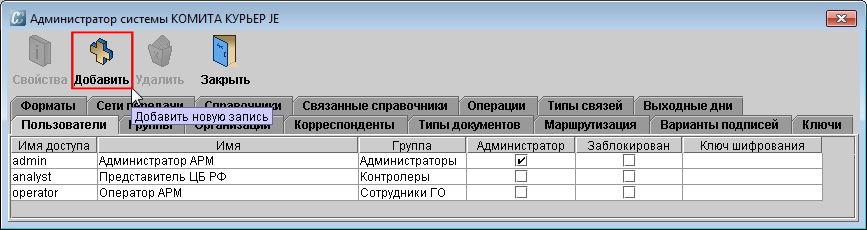 Администратор системы КОМИТА КУРЬЕР JE
Свойства Добавить Удалить Закрыть
Форматы Сети передачи Справочники Связанные справочники Операции Типы связей Выходные дни
Добавить новую запись
Пользователи Группы Организации Корреспонденты Типы документов Маршрутизация Варианты подписей Ключи
Имя доступа Имя Группа Администратор Заблокирован Ключ шифрования
admin Администратор АРМ Администраторы
analyst Представитель ЦБ РФ Контролеры
operator Оператор АРМ Сотрудники ГО